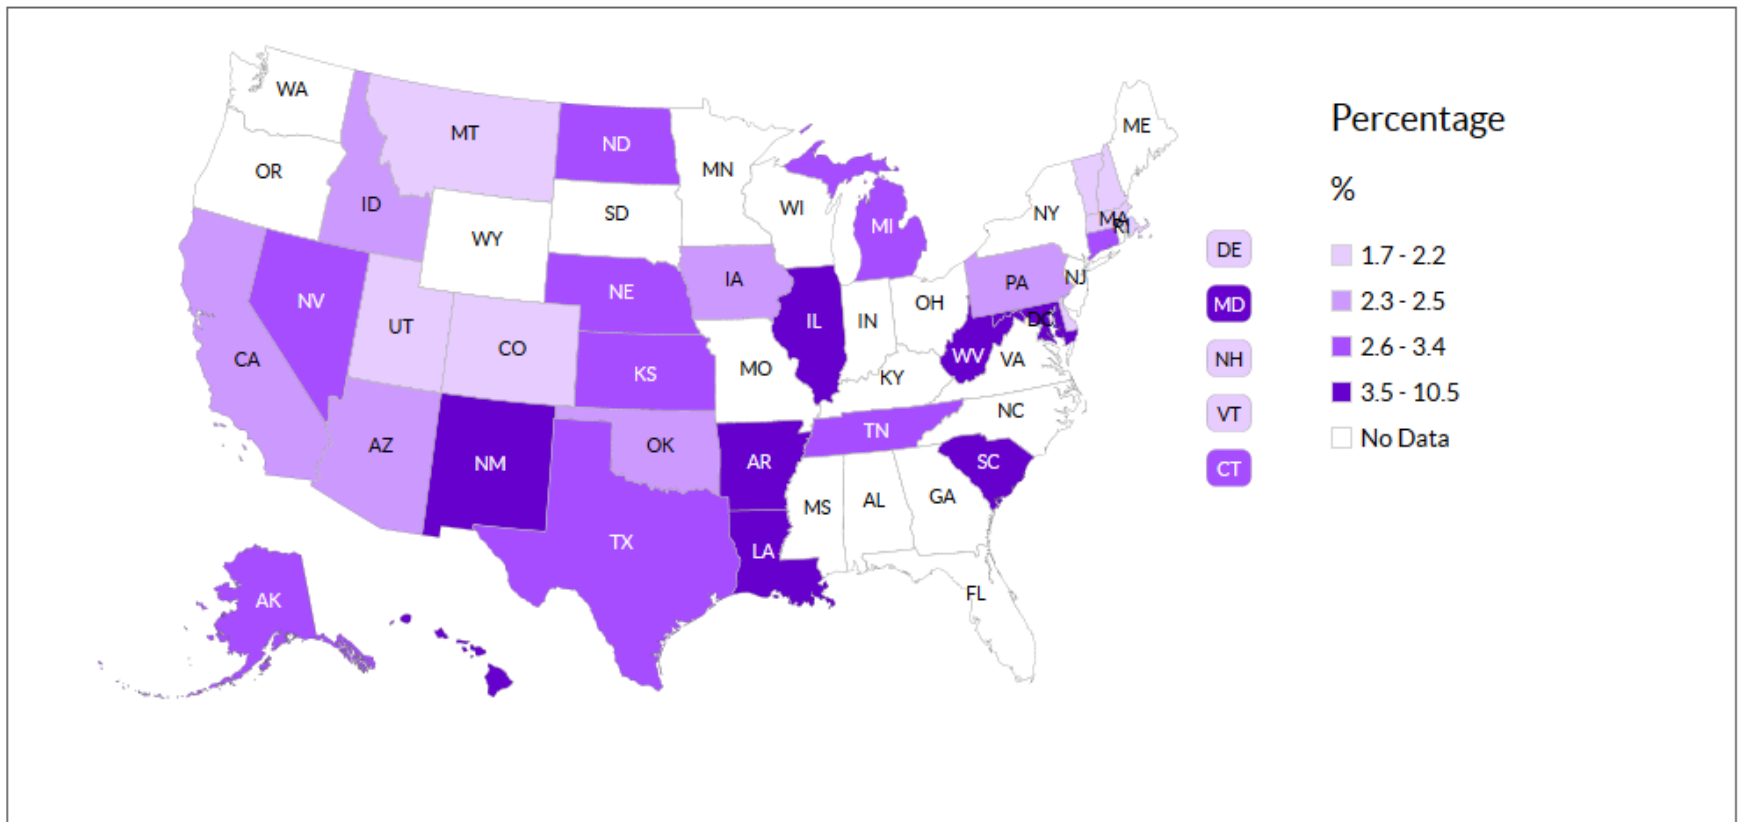 WA
MT
ND
MN
ME
OR
ID
SD
WI
MI
NY
MA
RI
WY
NV
UT
CO
NE
IA
IL
IN
OH
PA
NJ
DC
CA
KS
MO
KY
WV
VA
AZ
NM
OK
AR
TN
NC
SC
TX
LA
MS
AL
GA
FL
AK
DE
MD
NH
VT
CT
Percentage
%
1.7 - 2.2
2.3 - 2.5
2.6 - 3.4
3.5 - 10.5
No Data